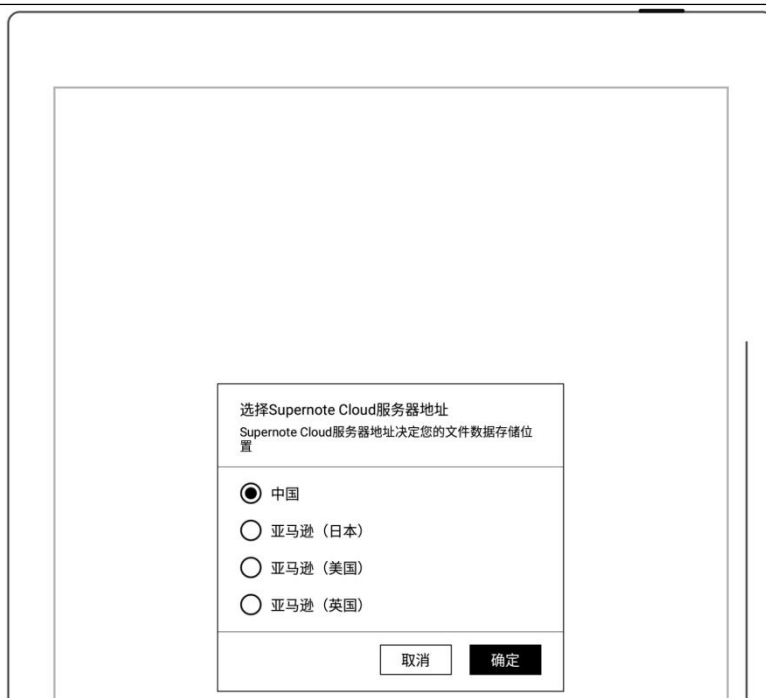 选择Supernote Cloud服务器地址
Supernote Cloud服务器地址决定您的文件数据存储位
置
中国
亚马逊（日本）
亚马逊（美国）
亚马逊（英国）
取消
确定